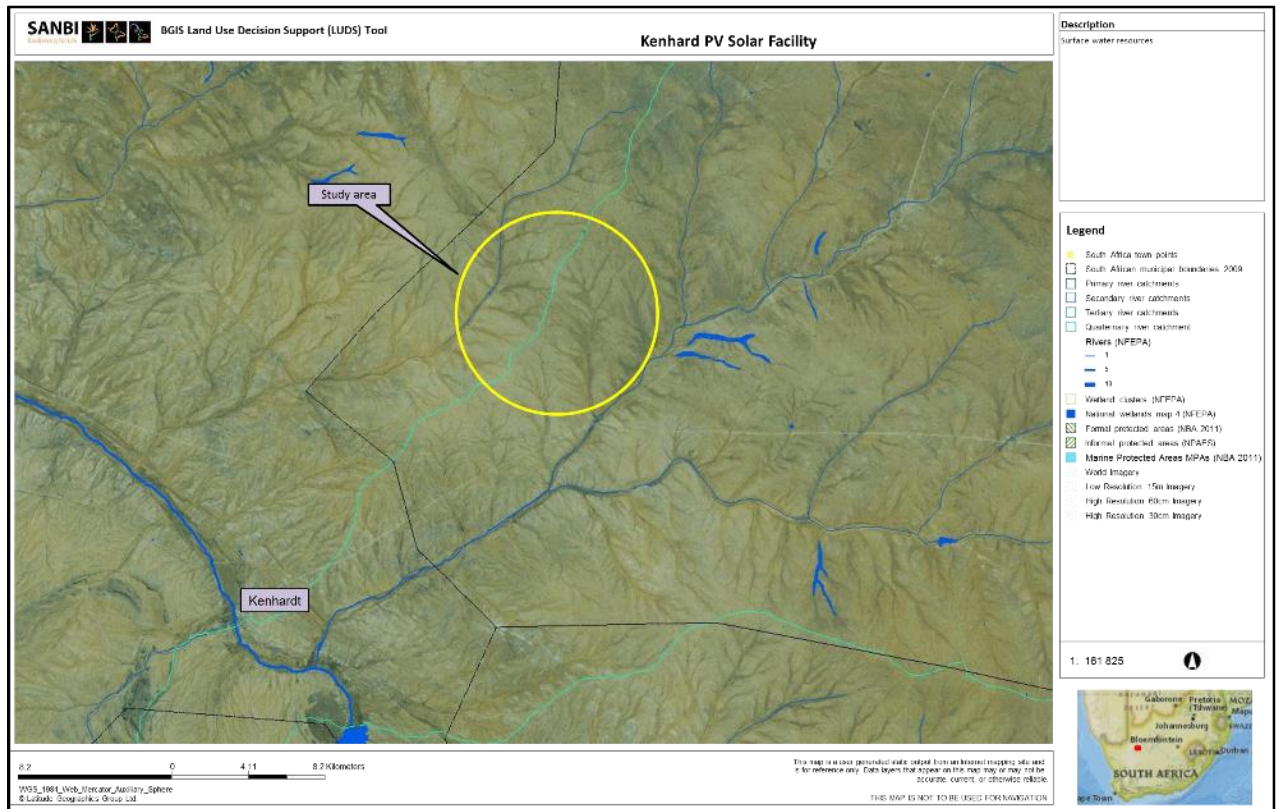 SANBI
BGIS Land Use Decision Support (LUDS) Tool
Kenhard PV Solar Facility
Study area
Kenhardt
Description
Surface water resources
Legend
South Africa town points
South African municipal boundaries 2009
Primary river catchments
Secondary river catchments
Tertiary river catchments
Quaternary river catchment
Rivers (NFEPA)
1
5
10
Wetland clusters (NFEPA)
National wetlands map 4 (NFEPA)
Formal protected areas (NBA 2011)
Informal protected areas (NPAES)
Marine Protected Areas MPAs (NBA 2011)
World Imagery
Low Resolution 15m Imagery
High Resolution 60cm Imagery
High Resolution 30cm Imagery
1: 161 825
Gaborone
Pretoria
(Tshwane)
MOZ
Johannesburg
Map
SWAZ
Bloemfontein
LESOTHO
Durban
SOUTH AFRICA
ape Town
8.2 0 4.11 8.2 Kilometers
WGS_1984_Web_Mercator_Auxiliary_Sphere
© Latitude Geographics Group Ltd.
This map is a user generated static output from an Internet mapping site and
is for reference only. Data layers that appear on this map may or may not be
accurate, current, or otherwise reliable.
THIS MAP IS NOT TO BE USED FOR NAVIGATION